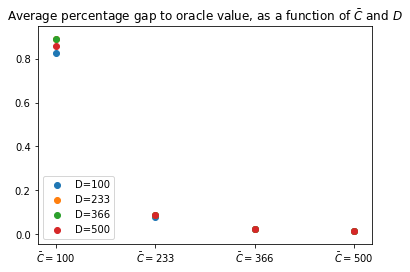 Average percentage gap to oracle value, as a function of C̄ and D
0.8
0.6
0.4
0.2
0.0
D=100
D=233
D=366
D=500
C̄ = 100
C̄ = 233
C̄ = 366
C̄ = 500